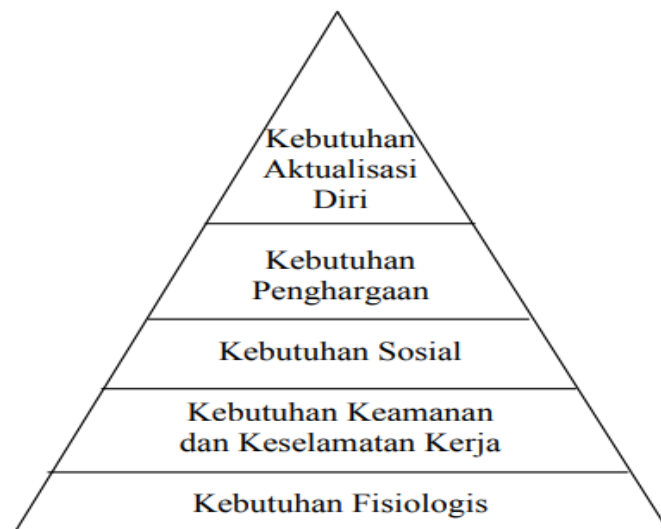 Kebutuhan
Aktualisasi
Diri
Kebutuhan
Penghargaan
Kebutuhan Sosial
Kebutuhan Keamanan
dan Keselamatan Kerja
Kebutuhan Fisiologis